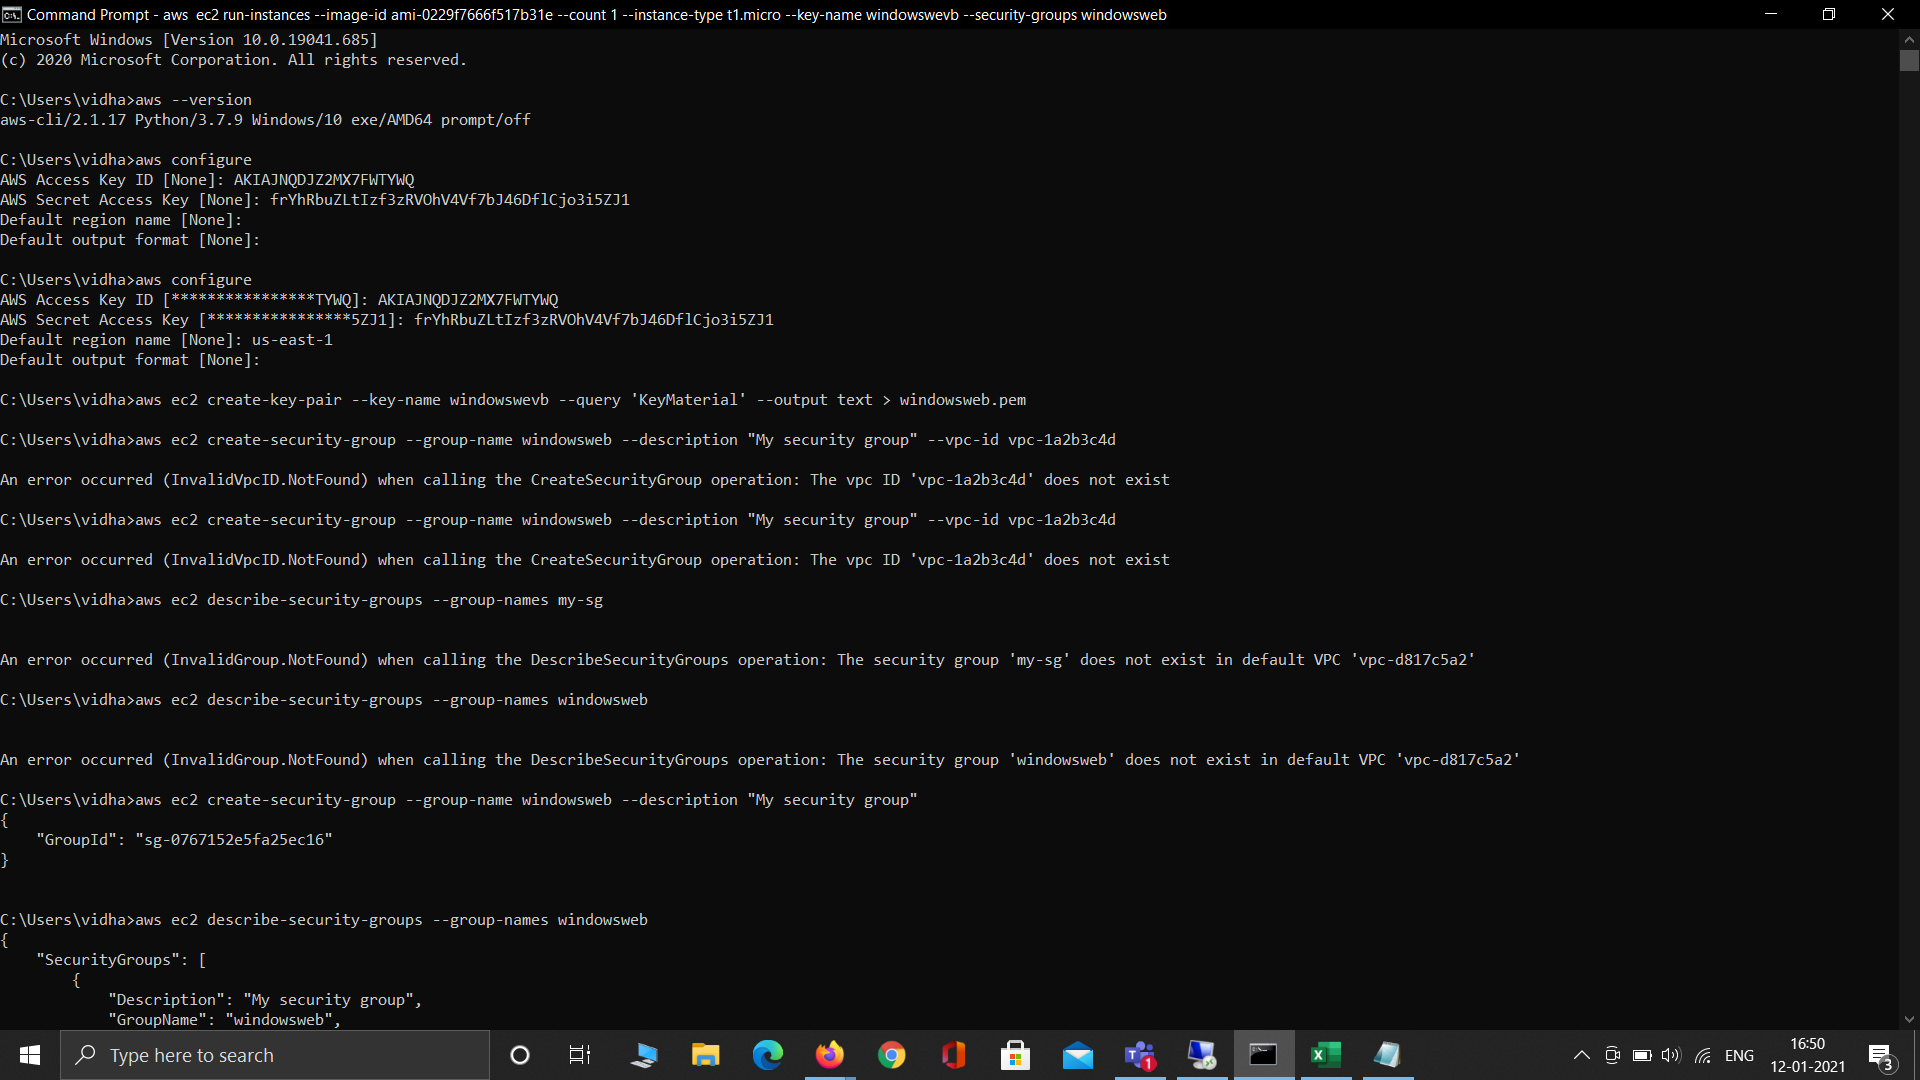 Command Prompt - aws  ec2 run-instances --image-id ami-0229f7666f517b31e --count 1 --instance-type t1.micro --key-name windowswevb --security-groups windowsweb
Microsoft Windows [Version 10.0.19041.685]
(c) 2020 Microsoft Corporation. All rights reserved.
C:\Users\vidha>aws --version
aws-cli/2.1.17 Python/3.7.9 Windows/10 exe/AMD64 prompt/off
C:\Users\vidha>aws configure
AWS Access Key ID [None]: AKIAJNQDJZ2MX7FWTYWQ
AWS Secret Access Key [None]: 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
Default region name [None]:
Default output format [None]:
C:\Users\vidha>aws configure
AWS Access Key ID [****************TYWQ]: AKIAJNQDJZ2MX7FWTYWQ
AWS Secret Access Key [****************5ZJ1]: 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
Default region name [None]: us-east-1
Default output format [None]:
C:\Users\vidha>aws ec2 create-key-pair --key-name windowswevb --query 'KeyMaterial' --output text > windowsweb.pem
C:\Users\vidha>aws ec2 create-security-group --group-name windowsweb --description "My security group" --vpc-id vpc-1a2b3c4d
An error occurred (InvalidVpcID.NotFound) when calling the CreateSecurityGroup operation: The vpc ID 'vpc-1a2b3c4d' does not exist
C:\Users\vidha>aws ec2 create-security-group --group-name windowsweb --description "My security group" --vpc-id vpc-1a2b3c4d
An error occurred (InvalidVpcID.NotFound) when calling the CreateSecurityGroup operation: The vpc ID 'vpc-1a2b3c4d' does not exist
C:\Users\vidha>aws ec2 describe-security-groups --group-names my-sg
An error occurred (InvalidGroup.NotFound) when calling the DescribeSecurityGroups operation: The security group 'my-sg' does not exist in default VPC 'vpc-d817c5a2'
C:\Users\vidha>aws ec2 describe-security-groups --group-names windowsweb
An error occurred (InvalidGroup.NotFound) when calling the DescribeSecurityGroups operation: The security group 'windowsweb' does not exist in default VPC 'vpc-d817c5a2'
C:\Users\vidha>aws ec2 create-security-group --group-name windowsweb --description "My security group"
{
    "GroupId": "sg-0767152e5fa25ec16"
}
C:\Users\vidha>aws ec2 describe-security-groups --group-names windowsweb
{
    "SecurityGroups": [
        {
            "Description": "My security group",
            "GroupName": "windowsweb",
Type here to search
1
ENG
16:50
12-01-2021
3